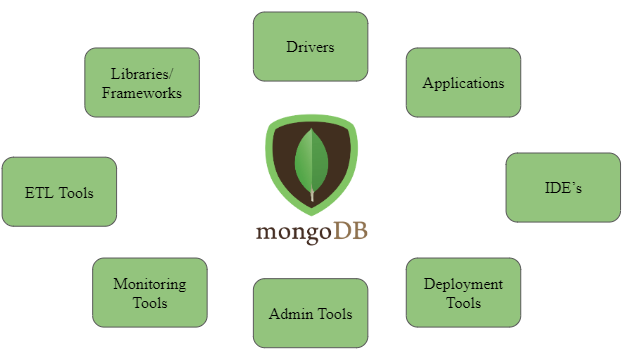 Drivers
Libraries/
Frameworks
Applications
ETL Tools
IDE's
mongoDB
Monitoring
Tools
Admin Tools
Deployment
Tools